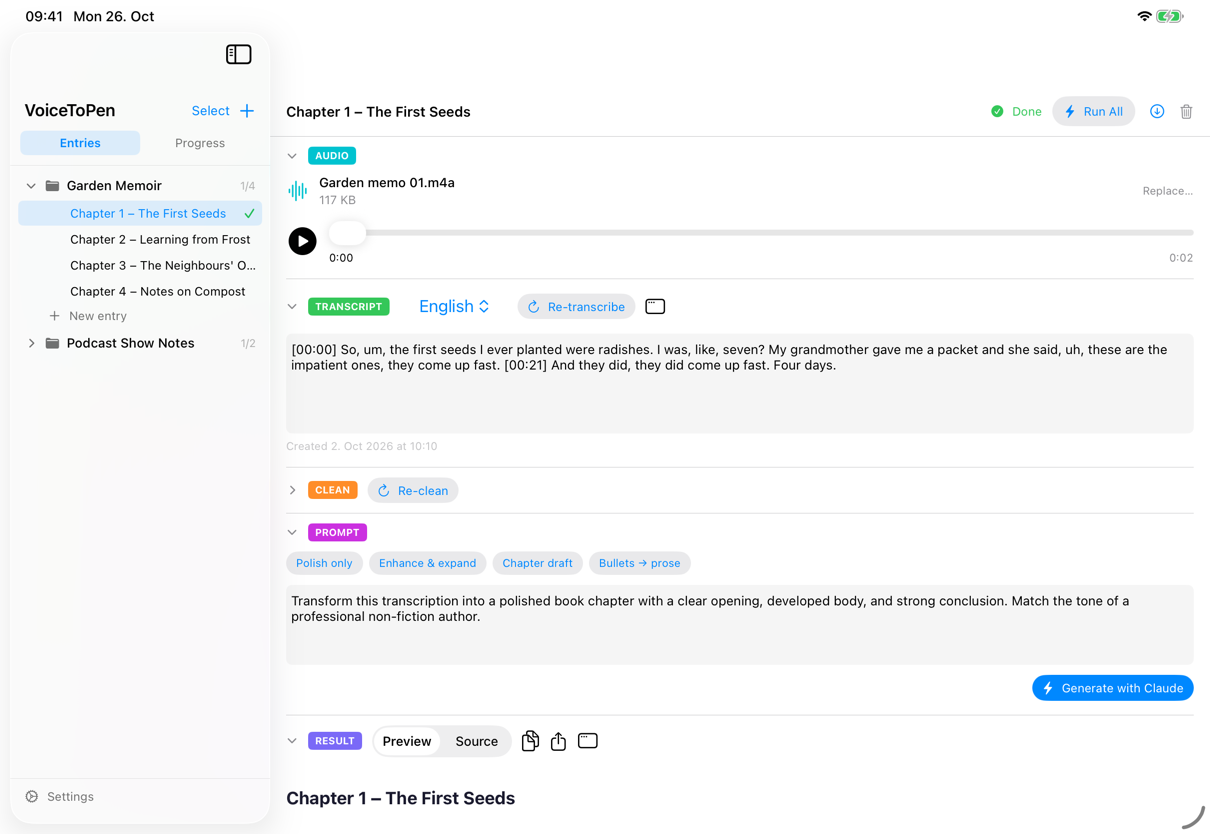 09:41 Mon 26. Oct
VoiceToPen Select
Entries Progress
Garden Memoir 1/4
Chapter 1 – The First Seeds
Chapter 2 – Learning from Frost
Chapter 3 – The Neighbours' O...
Chapter 4 – Notes on Compost
New entry
Podcast Show Notes 1/2
Settings
Chapter 1 – The First Seeds Done Run All
AUDIO
Garden memo 01.m4a
117 KB
Replace...
0:00 0:02
TRANSCRIPT English Re-transcribe
[00:00] So, um, the first seeds I ever planted were radishes. I was, like, seven? My grandmother gave me a packet and she said, uh, these are the
impatient ones, they come up fast. [00:21] And they did, they did come up fast. Four days.
Created 2. Oct 2026 at 10:10
CLEAN Re-clean
PROMPT
Polish only Enhance & expand Chapter draft Bullets → prose
Transform this transcription into a polished book chapter with a clear opening, developed body, and strong conclusion. Match the tone of a
professional non-fiction author.
Generate with Claude
RESULT Preview Source
Chapter 1 – The First Seeds